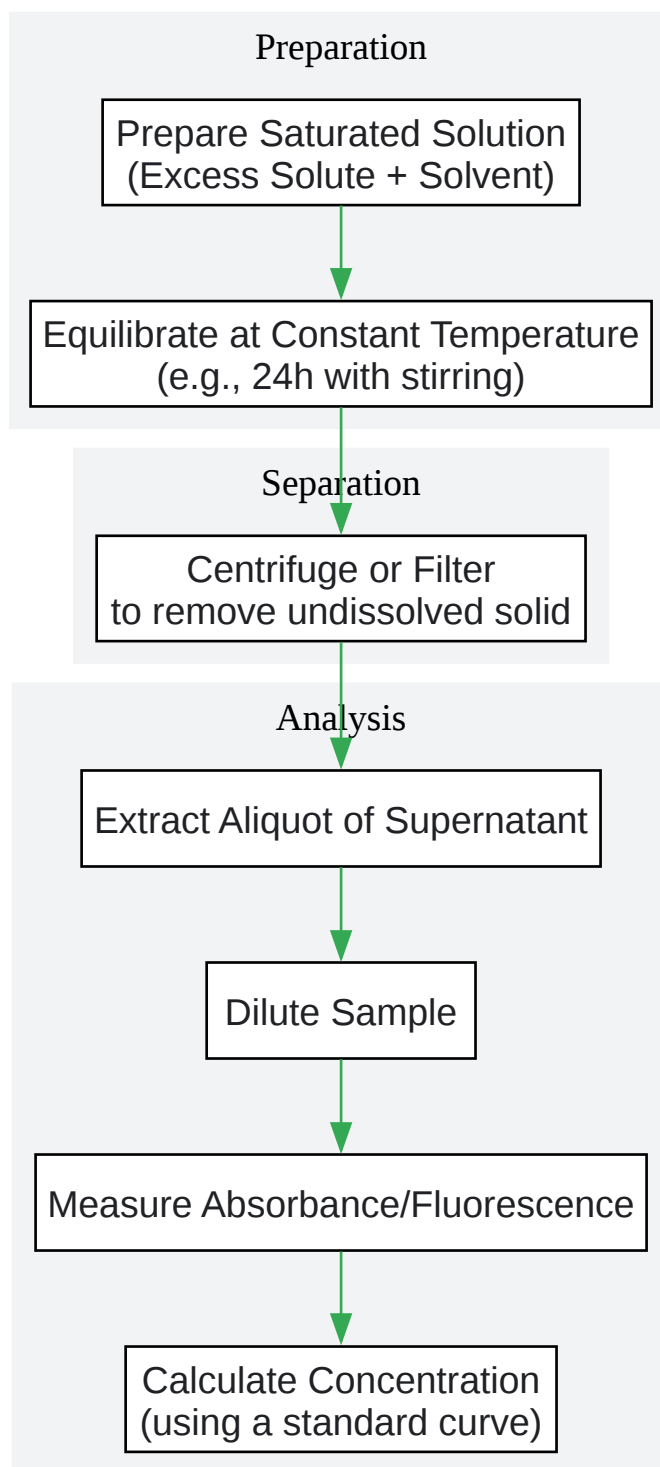 Preparation
Prepare Saturated Solution
(Excess Solute + Solvent)
Equilibrate at Constant Temperature
(e.g., 24h with stirring)
Separation
Centrifuge or Filter
to remove undissolved solid
Analysis
Extract Aliquot of Supernatant
Dilute Sample
Measure Absorbance/Fluorescence
Calculate Concentration
(using a standard curve)